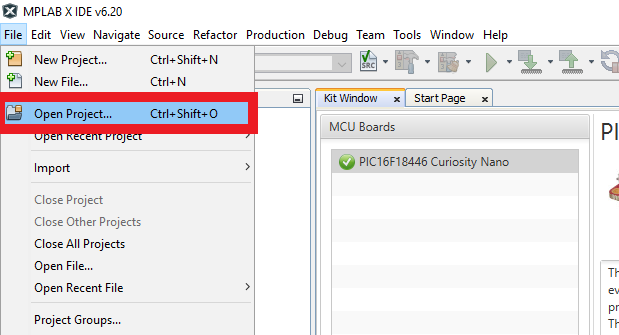 MPLAB X IDE v6.20
File Edit View Navigate Source Refactor Production Debug Team Tools Window Help
New Project... Ctrl+Shift+N
New File... Ctrl+N
Open Project... Ctrl+Shift+O
Open Recent Project
Import
Close Project
Close Other Projects
Close All Projects
Open File...
Open Recent File
Project Groups...
SRC
Kit Window x Start Page x
MCU Boards
PIC16F18446 Curiosity Nano
PI
Th
ev
pr
Th